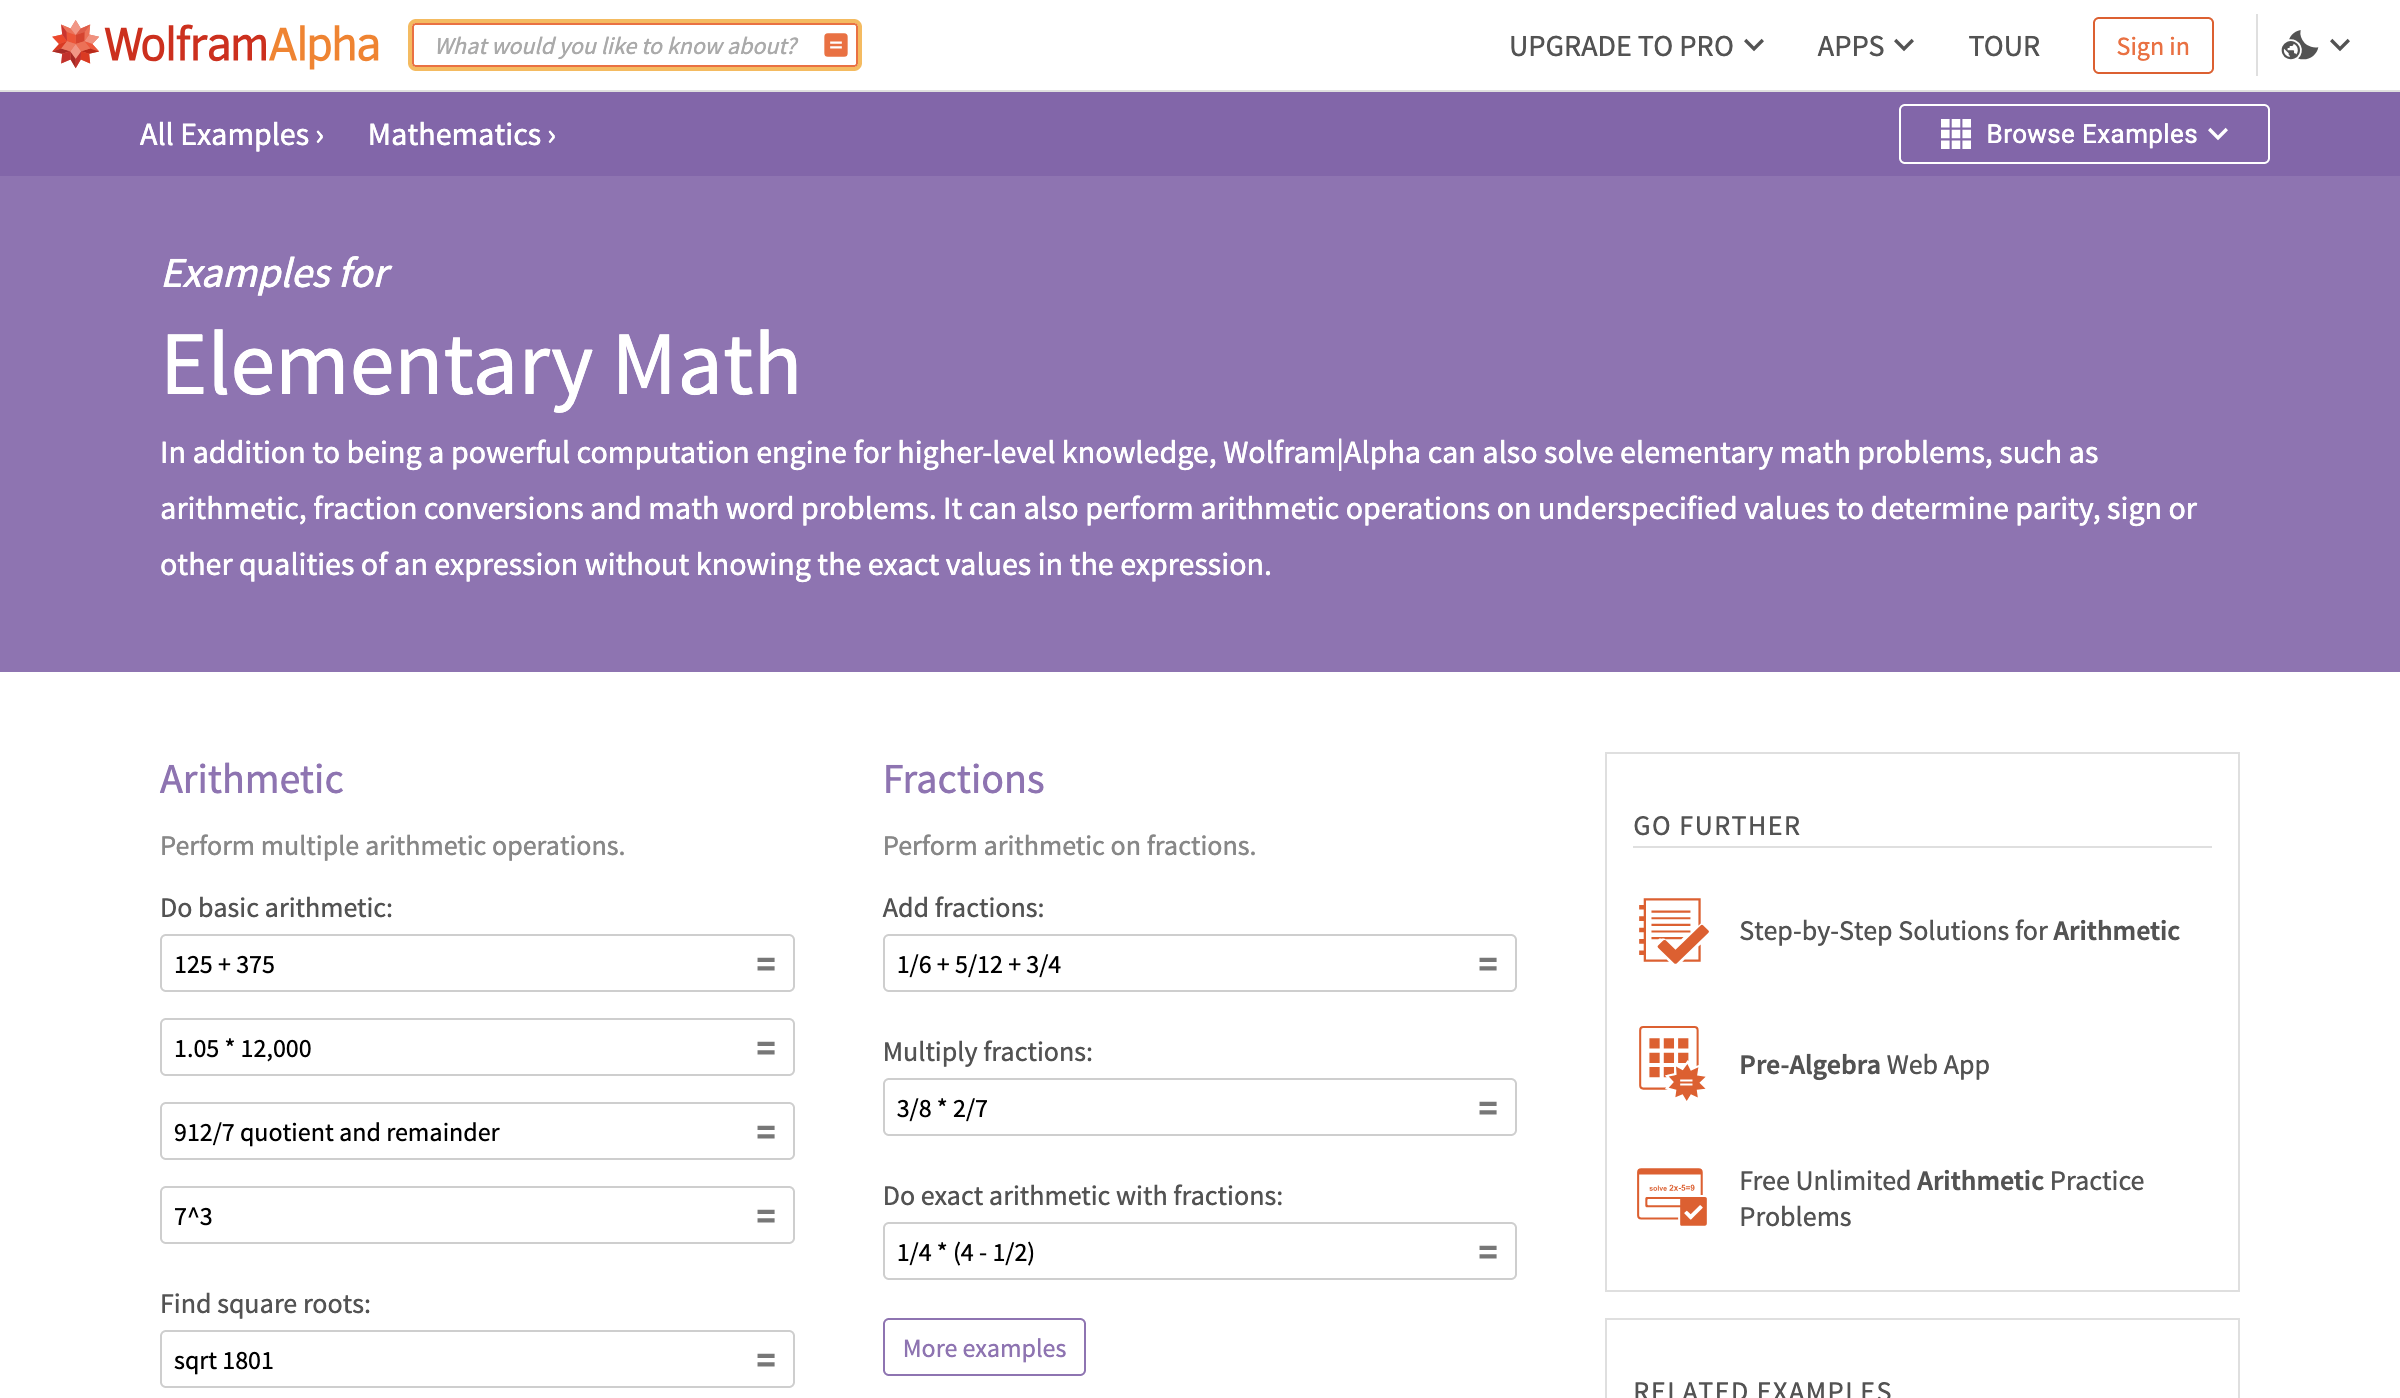 WolframAlpha
What would you like to know about?
UPGRADE TO PRO
APPS
TOUR
Sign in
All Examples ›
Mathematics ›
Browse Examples
Examples for
Elementary Math
In addition to being a powerful computation engine for higher-level knowledge, Wolfram|Alpha can also solve elementary math problems, such as
arithmetic, fraction conversions and math word problems. It can also perform arithmetic operations on underspecified values to determine parity, sign or
other qualities of an expression without knowing the exact values in the expression.
Arithmetic
Perform multiple arithmetic operations.
Do basic arithmetic:
125 + 375
=
1.05 * 12,000
=
912/7 quotient and remainder
=
7^3
=
Find square roots:
sqrt 1801
=
Fractions
Perform arithmetic on fractions.
Add fractions:
1/6 + 5/12 + 3/4
=
Multiply fractions:
3/8 * 2/7
=
Do exact arithmetic with fractions:
1/4 * (4 - 1/2)
=
More examples
GO FURTHER
Step-by-Step Solutions for Arithmetic
Pre-Algebra Web App
solve 2x-5=9
Free Unlimited Arithmetic Practice
Problems
RELATED EXAMPLES